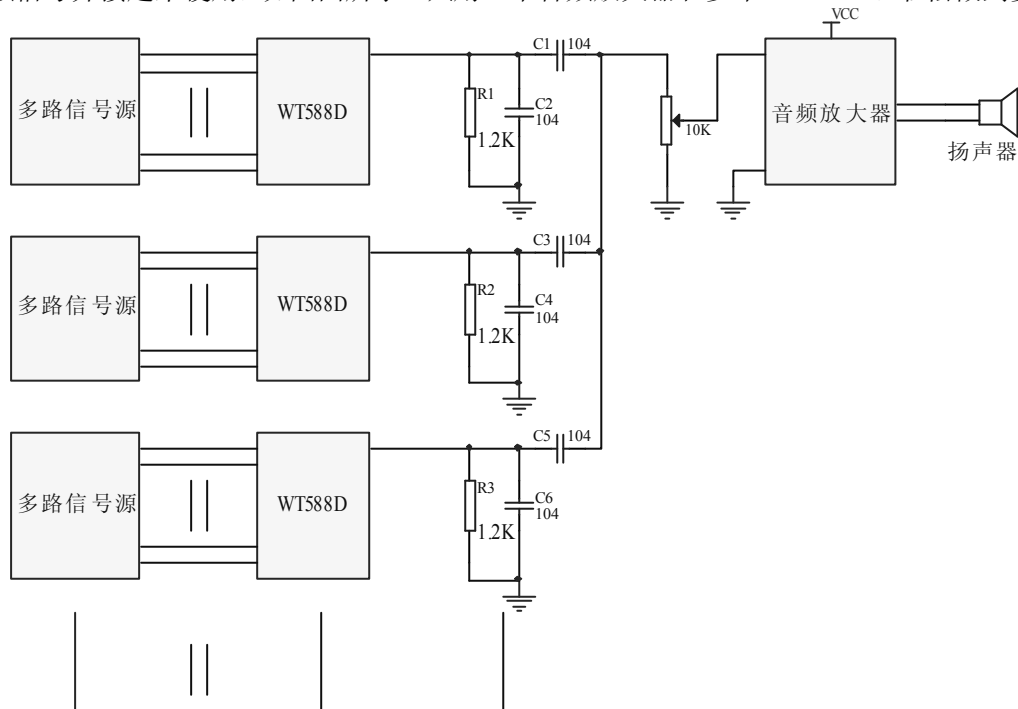 VCC
C1 104
多路信号源
WT588D
R1
1.2K
C2
104
10K
音频放大器
扬声器
C3 104
多路信号源
WT588D
R2
1.2K
C4
104
C5 104
多路信号源
WT588D
R3
1.2K
C6
104